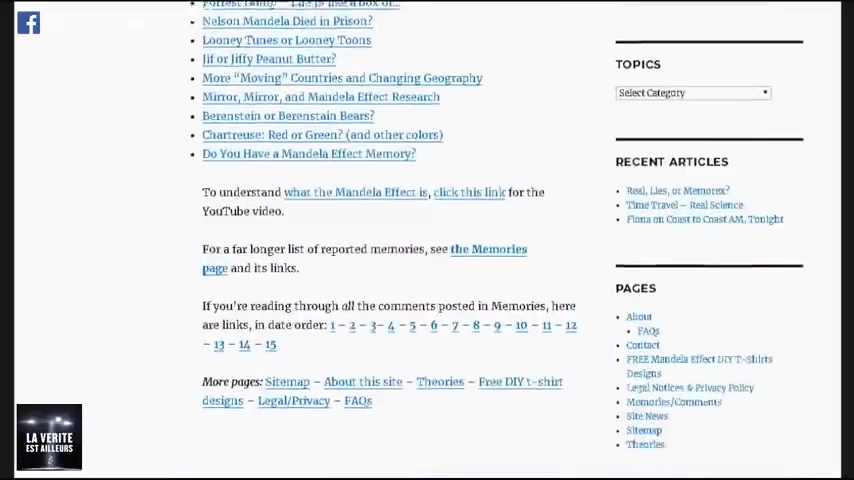 Nelson Mandela Died in Prison?
Looney Tunes or Looney Toons
Jif or Jiffy Peanut Butter?
More “Moving” Countries and Changing Geography
Mirror, Mirror, and Mandela Effect Research
Berenstein or Berenstain Bears?
Chartreuse: Red or Green? (and other colors)
Do You Have a Mandela Effect Memory?
To understand what the Mandela Effect is, click this link for the
YouTube video.
For a far longer list of reported memories, see the Memories
page and its links.
If you’re reading through all the comments posted in Memories, here
are links, in date order: 1 – 2 – 3– 4 – 5 – 6 – 7 – 8 – 9 – 10 – 11 – 12
– 13 – 14 – 15
More pages: Sitemap – About this site – Theories – Free DIY t-shirt
designs – Legal/Privacy – FAQs
TOPICS
Select Category
RECENT ARTICLES
Real, Lies, or Memorex?
Time Travel – Real Science
Fiona on Coast to Coast AM, Tonight
PAGES
About
FAQs
Contact
FREE Mandela Effect DIY T-Shirts
Designs
Legal Notices & Privacy Policy
Memories/Comments
Site News
Sitemap
Theories
LA VERITE
EST AILLEURS